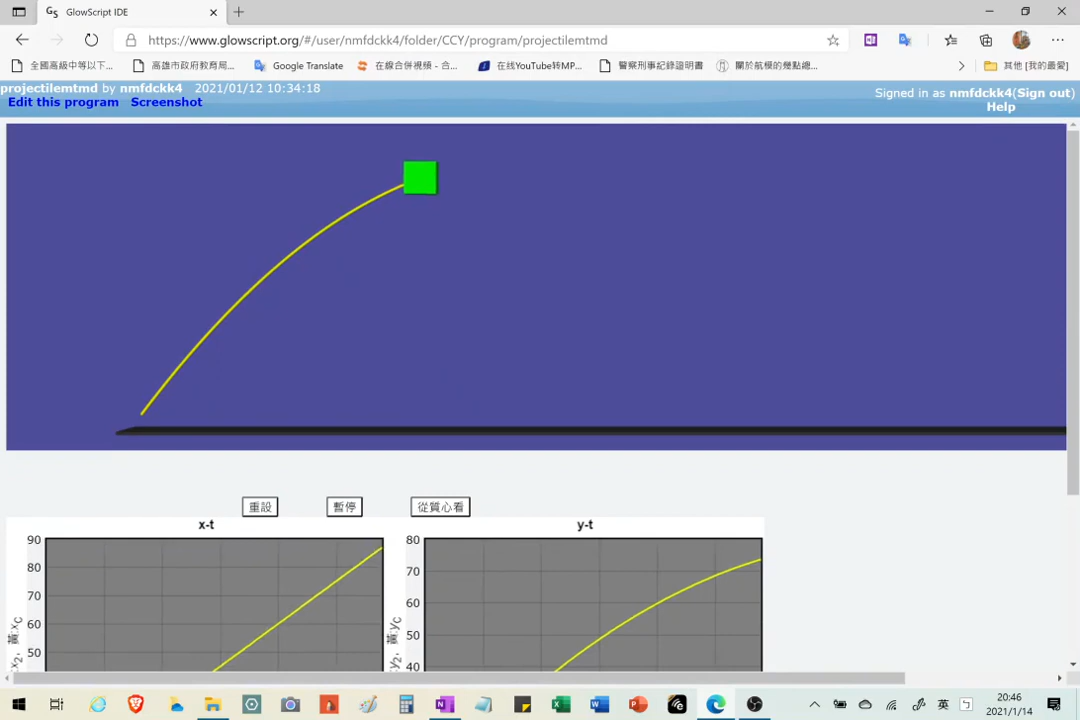 GlowScript IDE
https://www.glowscript.org/#/user/nmfdckk4/folder/CCY/program/projectilemtmd
全國高級中等以下...
高雄市政府教育局...
Google Translate
在線合併視頻 - 合...
在线YouTube转MP...
警察刑事紀錄證明書
關於航模的幾點總...
其他 [我的最愛]
projectilemtmd by nmfdckk4 2021/01/12 10:34:18
Signed in as nmfdckk4(Sign out)
Edit this program Screenshot
Help
重設 暫停 從質心看
x-t
y-t
90
80
70
60
50
x₂, 黃:xC
80
70
60
50
40
y₂, 黃:yC
英
20:46
2021/1/14